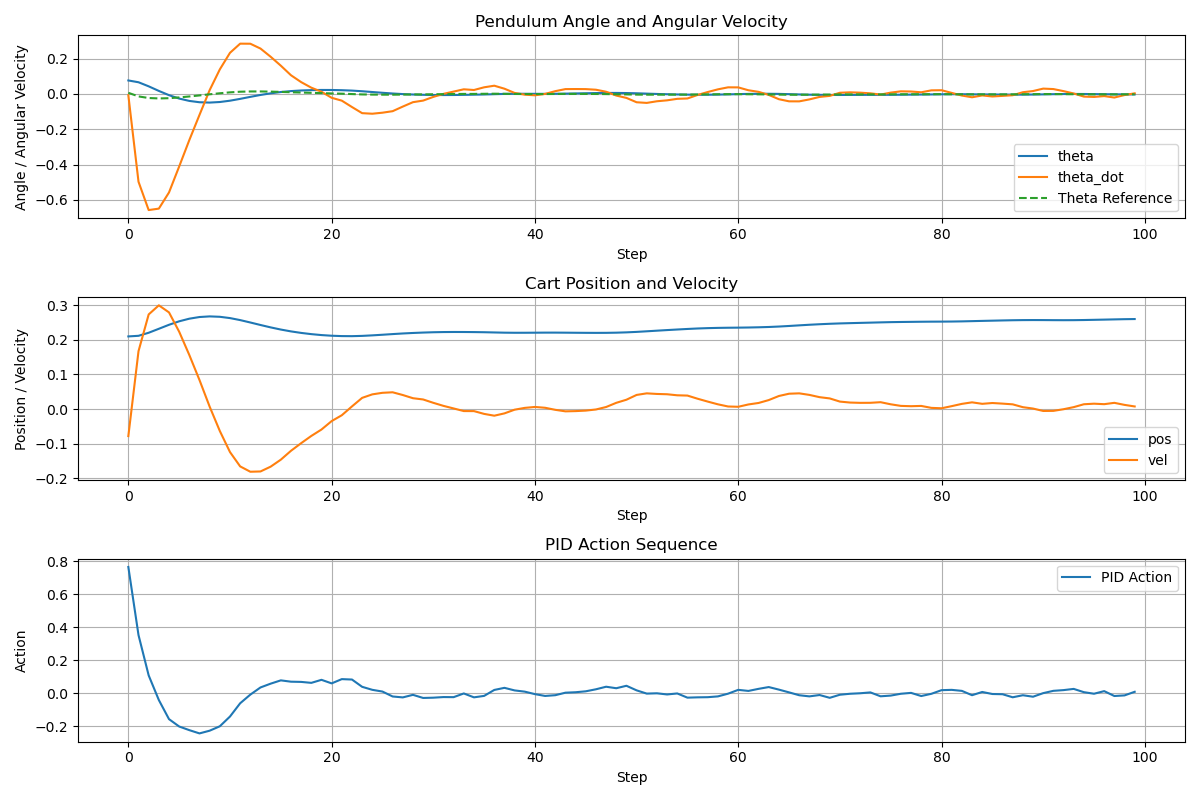 Pendulum Angle and Angular Velocity
Angle / Angular Velocity
0.2
0.0
−0.2
−0.4
−0.6
theta
theta_dot
Theta Reference
0 20 40 60 80 100
Step
Cart Position and Velocity
Position / Velocity
0.3
0.2
0.1
0.0
−0.1
−0.2
pos
vel
0 20 40 60 80 100
Step
PID Action Sequence
Action
0.8
0.6
0.4
0.2
0.0
−0.2
PID Action
0 20 40 60 80 100
Step